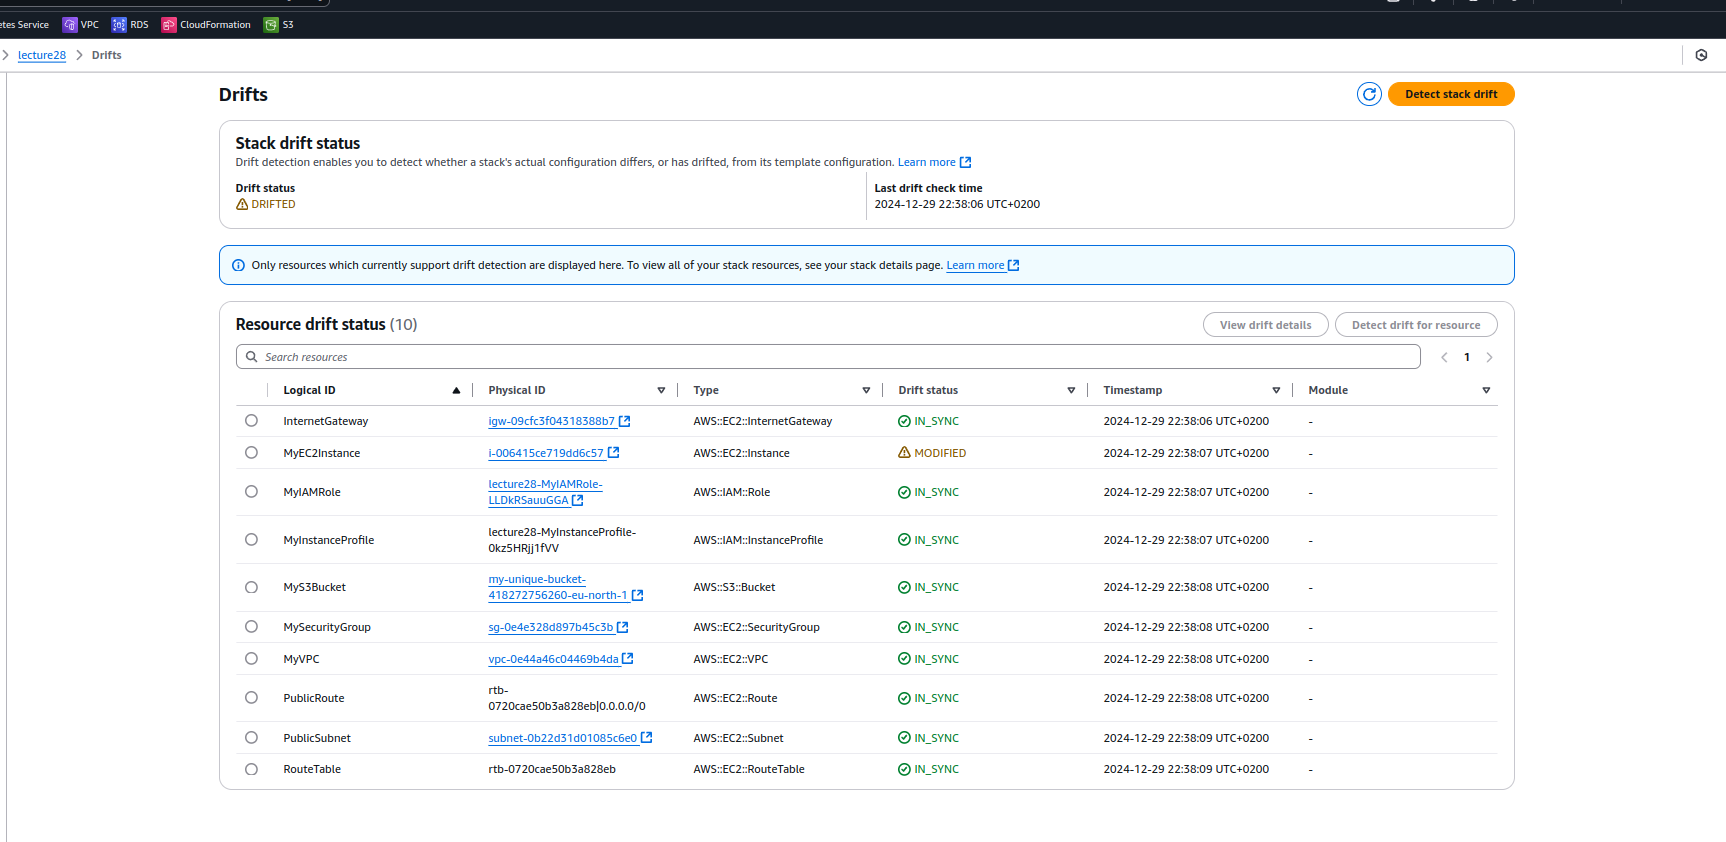 etes Service VPC RDS CloudFormation S3
lecture28 Drifts
Drifts
Detect stack drift
Stack drift status
Drift detection enables you to detect whether a stack's actual configuration differs, or has drifted, from its template configuration. Learn more
Drift status
DRIFTED
Last drift check time
2024-12-29 22:38:06 UTC+0200
Only resources which currently support drift detection are displayed here. To view all of your stack resources, see your stack details page. Learn more
Resource drift status (10)
View drift details
Detect drift for resource
Search resources
1
Logical ID Physical ID Type Drift status Timestamp Module
InternetGateway igw-09cfc3f04318388b7 AWS::EC2::InternetGateway IN_SYNC 2024-12-29 22:38:06 UTC+0200 -
MyEC2Instance i-006415ce719dd6c57 AWS::EC2::Instance MODIFIED 2024-12-29 22:38:07 UTC+0200 -
MyIAMRole lecture28-MyIAMRole-
LLDkRSauuGGA AWS::IAM::Role IN_SYNC 2024-12-29 22:38:07 UTC+0200 -
MyInstanceProfile lecture28-MyInstanceProfile-
0kz5HRjj1fVV AWS::IAM::InstanceProfile IN_SYNC 2024-12-29 22:38:07 UTC+0200 -
MyS3Bucket my-unique-bucket-
418272756260-eu-north-1 AWS::S3::Bucket IN_SYNC 2024-12-29 22:38:08 UTC+0200 -
MySecurityGroup sg-0e4e328d897b45c3b AWS::EC2::SecurityGroup IN_SYNC 2024-12-29 22:38:08 UTC+0200 -
MyVPC vpc-0e44a46c04469b4da AWS::EC2::VPC IN_SYNC 2024-12-29 22:38:08 UTC+0200 -
PublicRoute rtb-
0720cae50b3a828eb|0.0.0.0/0 AWS::EC2::Route IN_SYNC 2024-12-29 22:38:08 UTC+0200 -
PublicSubnet subnet-0b22d31d01085c6e0 AWS::EC2::Subnet IN_SYNC 2024-12-29 22:38:09 UTC+0200 -
RouteTable rtb-0720cae50b3a828eb AWS::EC2::RouteTable IN_SYNC 2024-12-29 22:38:09 UTC+0200 -